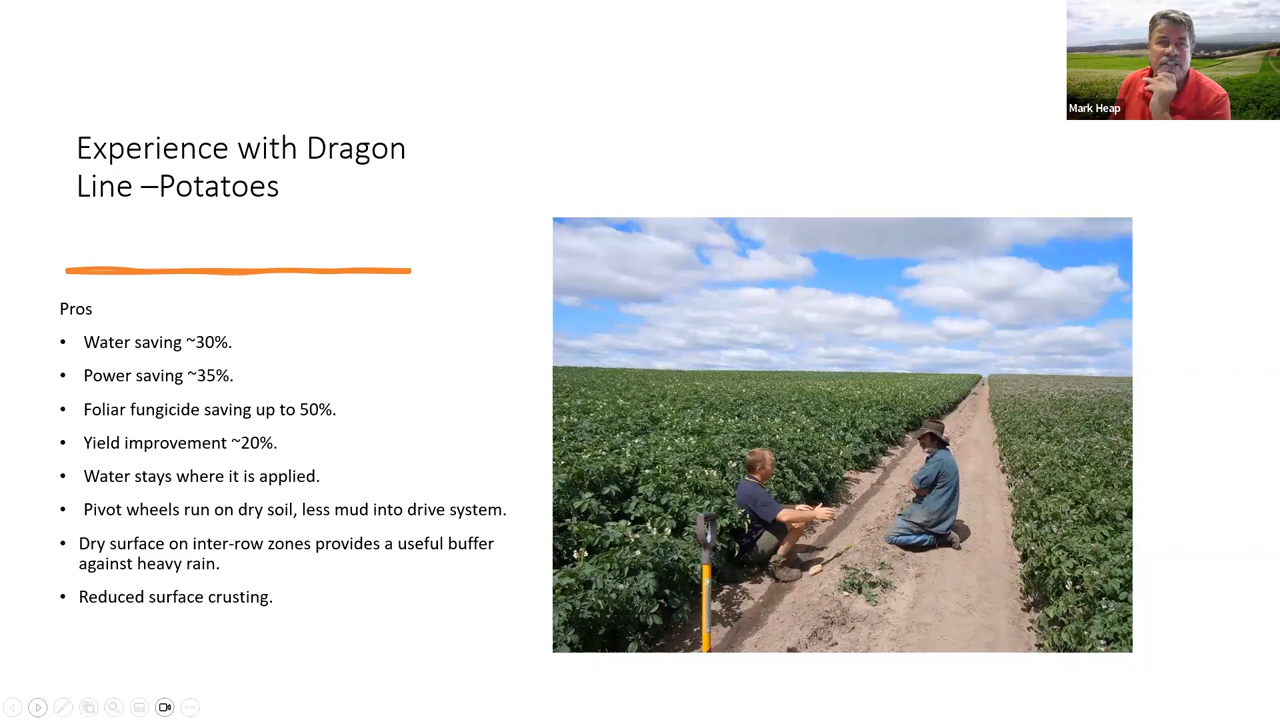 Mark Heap
Experience with Dragon
Line –Potatoes
Pros
• Water saving ~30%.
• Power saving ~35%.
• Foliar fungicide saving up to 50%.
• Yield improvement ~20%.
• Water stays where it is applied.
• Pivot wheels run on dry soil, less mud into drive system.
• Dry surface on inter-row zones provides a useful buffer
against heavy rain.
• Reduced surface crusting.